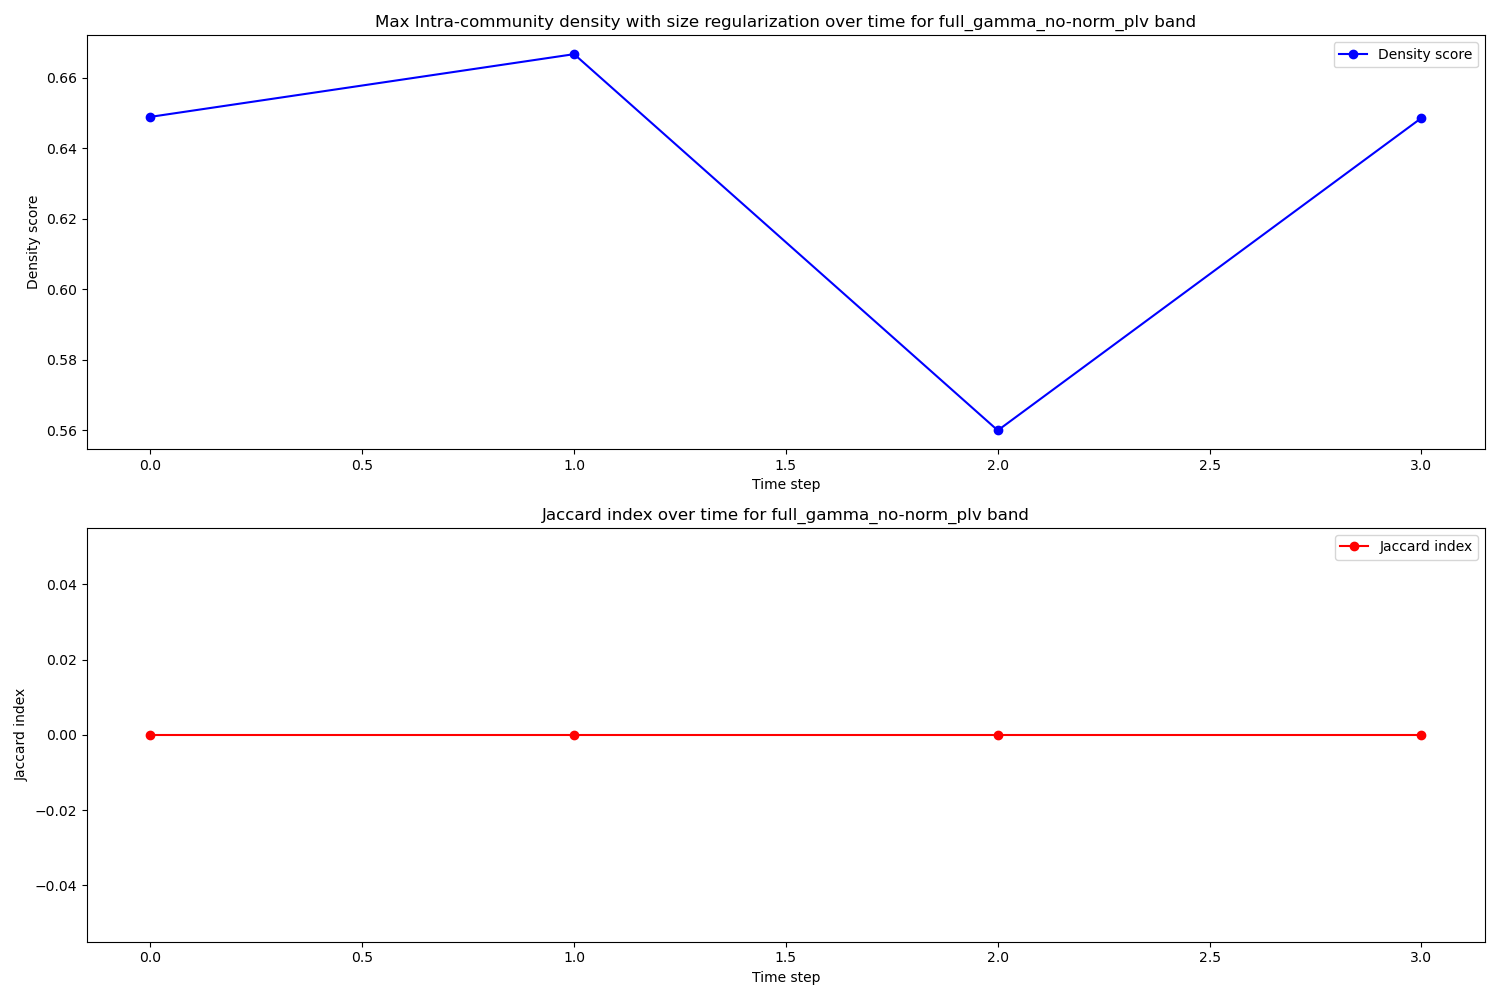 Max Intra-community density with size regularization over time for full_gamma_no-norm_plv band
Density score
0.66
0.64
0.62
0.60
0.58
0.56
Density score
0.0 0.5 1.0 1.5 2.0 2.5 3.0
Time step
Jaccard index over time for full_gamma_no-norm_plv band
Jaccard index
0.04
0.02
0.00
−0.02
−0.04
Jaccard index
0.0 0.5 1.0 1.5 2.0 2.5 3.0
Time step